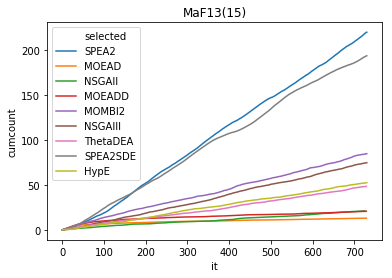 MaF13(15)
cumcount
200
150
100
50
0
selected
SPEA2
MOEAD
NSGAII
MOEADD
MOMBI2
NSGAIII
ThetaDEA
SPEA2SDE
HypE
0 100 200 300 400 500 600 700
it